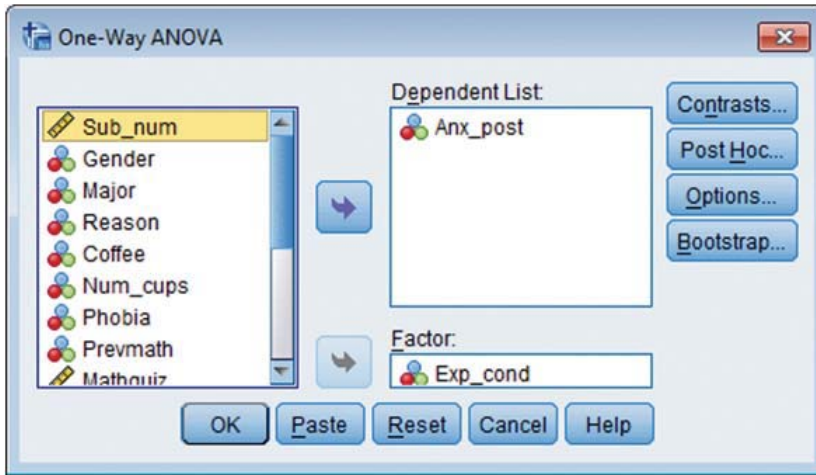 One-Way ANOVA
Sub_num
Gender
Major
Reason
Coffee
Num_cups
Phobia
Prevmath
Mathquiz
Dependent List:
Anx_post
Factor:
Exp_cond
Contrasts...
Post Hoc...
Options...
Bootstrap...
OK Paste Reset Cancel Help